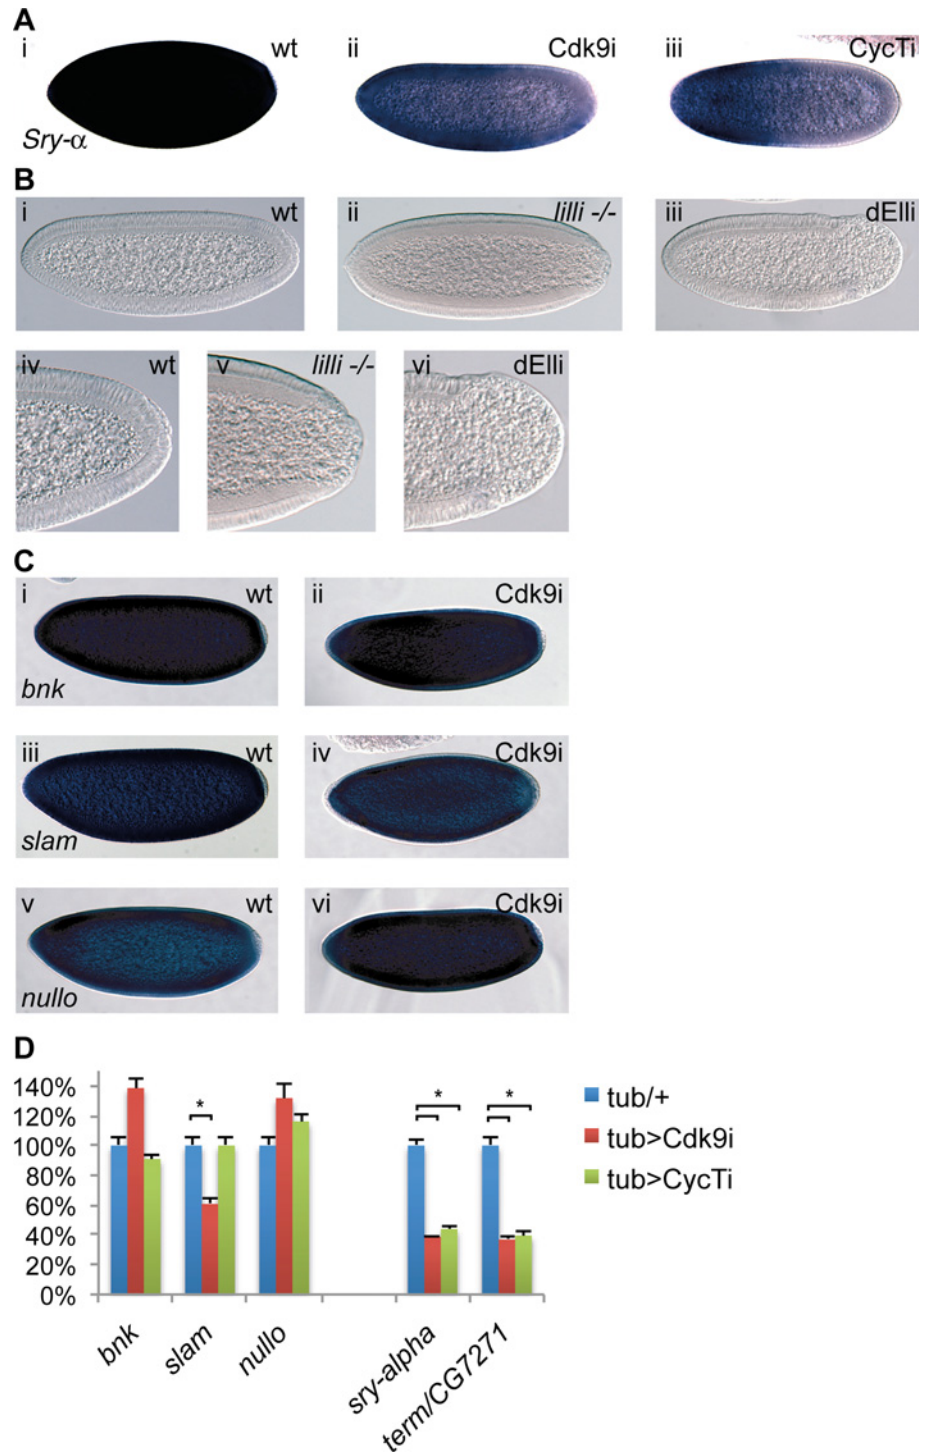 A
i wt
ii Cdk9i
iii CycTi
Sry-α
B
i wt
ii lilli -/-
iii dElli
iv wt
v lilli -/-
vi dElli
C
i wt
ii Cdk9i
bnk
iii wt
iv Cdk9i
slam
v wt
vi Cdk9i
nullo
D
140%
120%
100%
80%
60%
40%
20%
0%
*
*
*
bnk
slam
nullo
sry-alpha
term/CG7271
tub/+
tub>Cdk9i
tub>CycTi